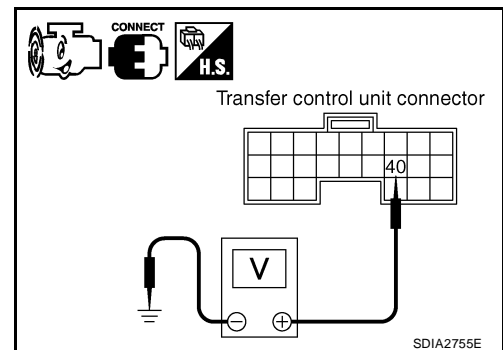 CONNECT
H.S.
Transfer control unit connector
40
V
− +
SDIA2755E